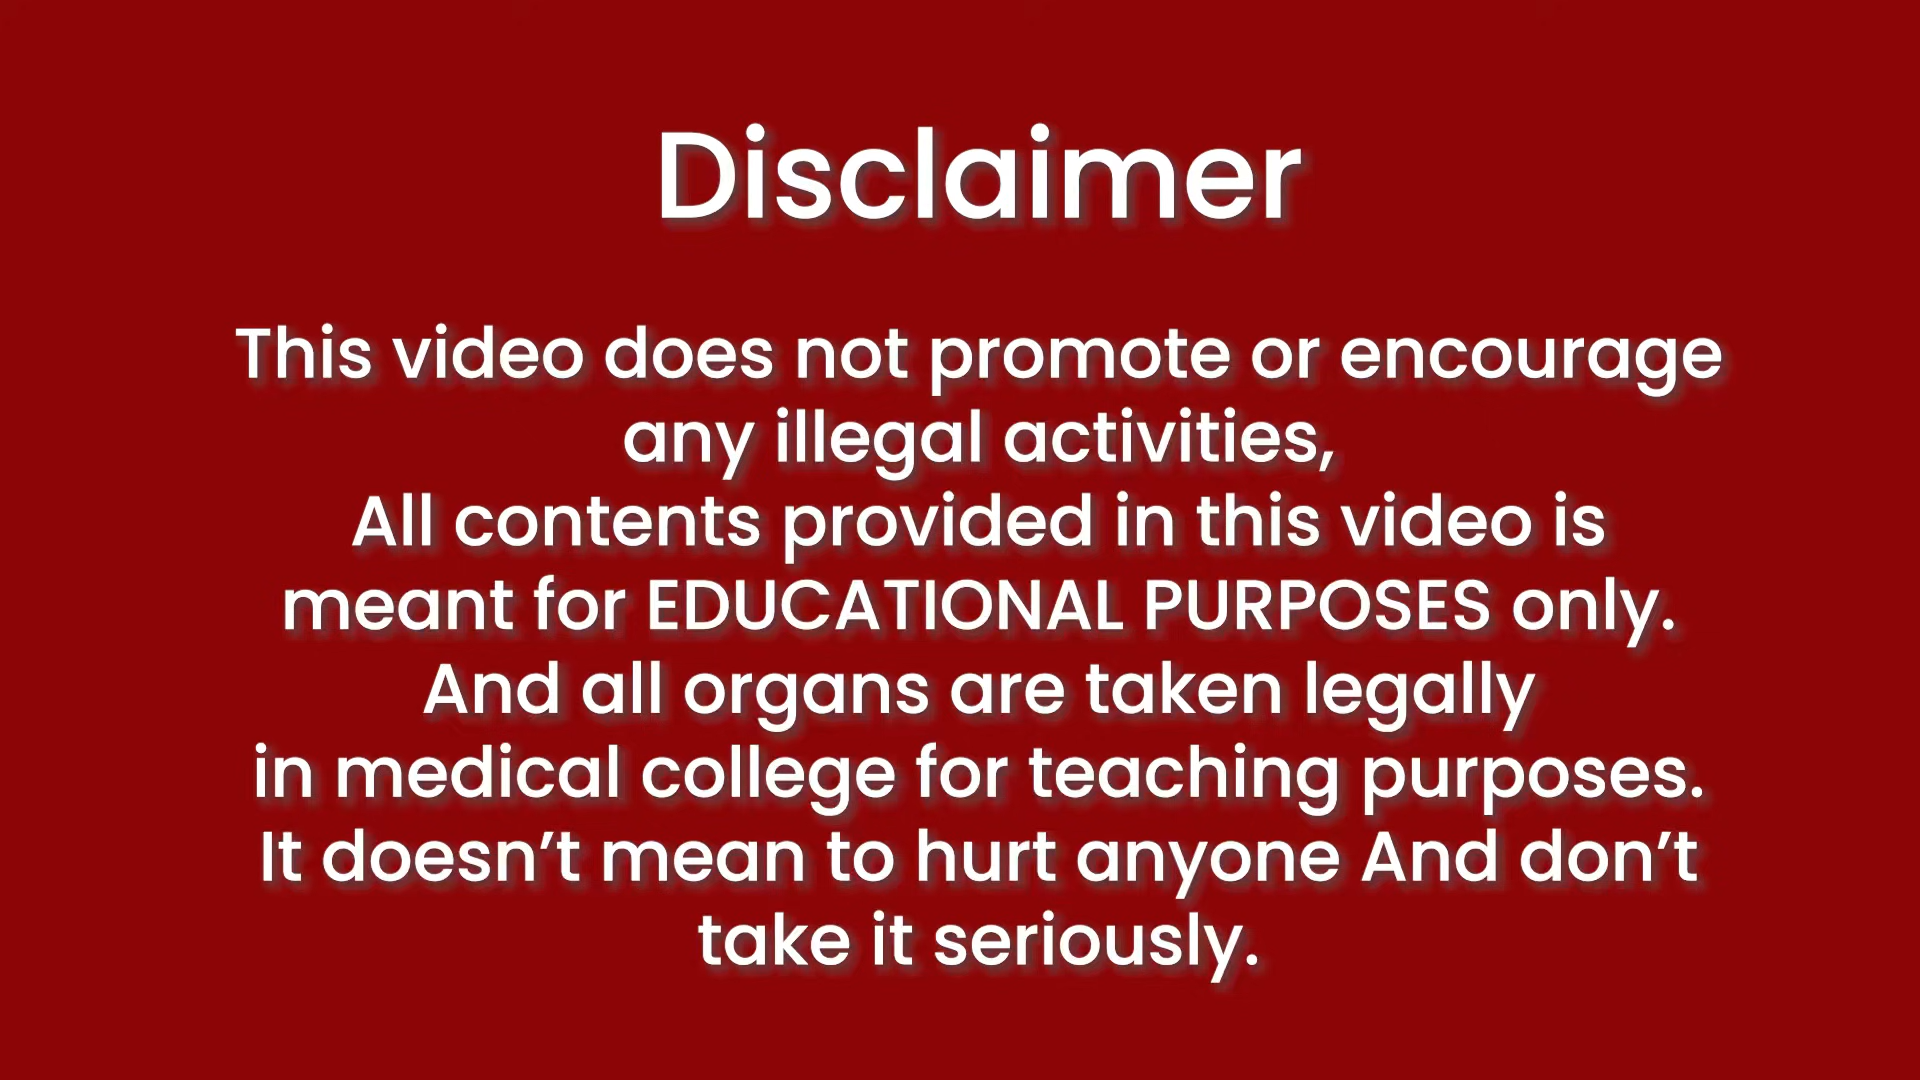 Disclaimer
This video does not promote or encourage
any illegal activities,
All contents provided in this video is
meant for EDUCATIONAL PURPOSES only.
And all organs are taken legally
in medical college for teaching purposes.
It doesn’t mean to hurt anyone And don’t
take it seriously.